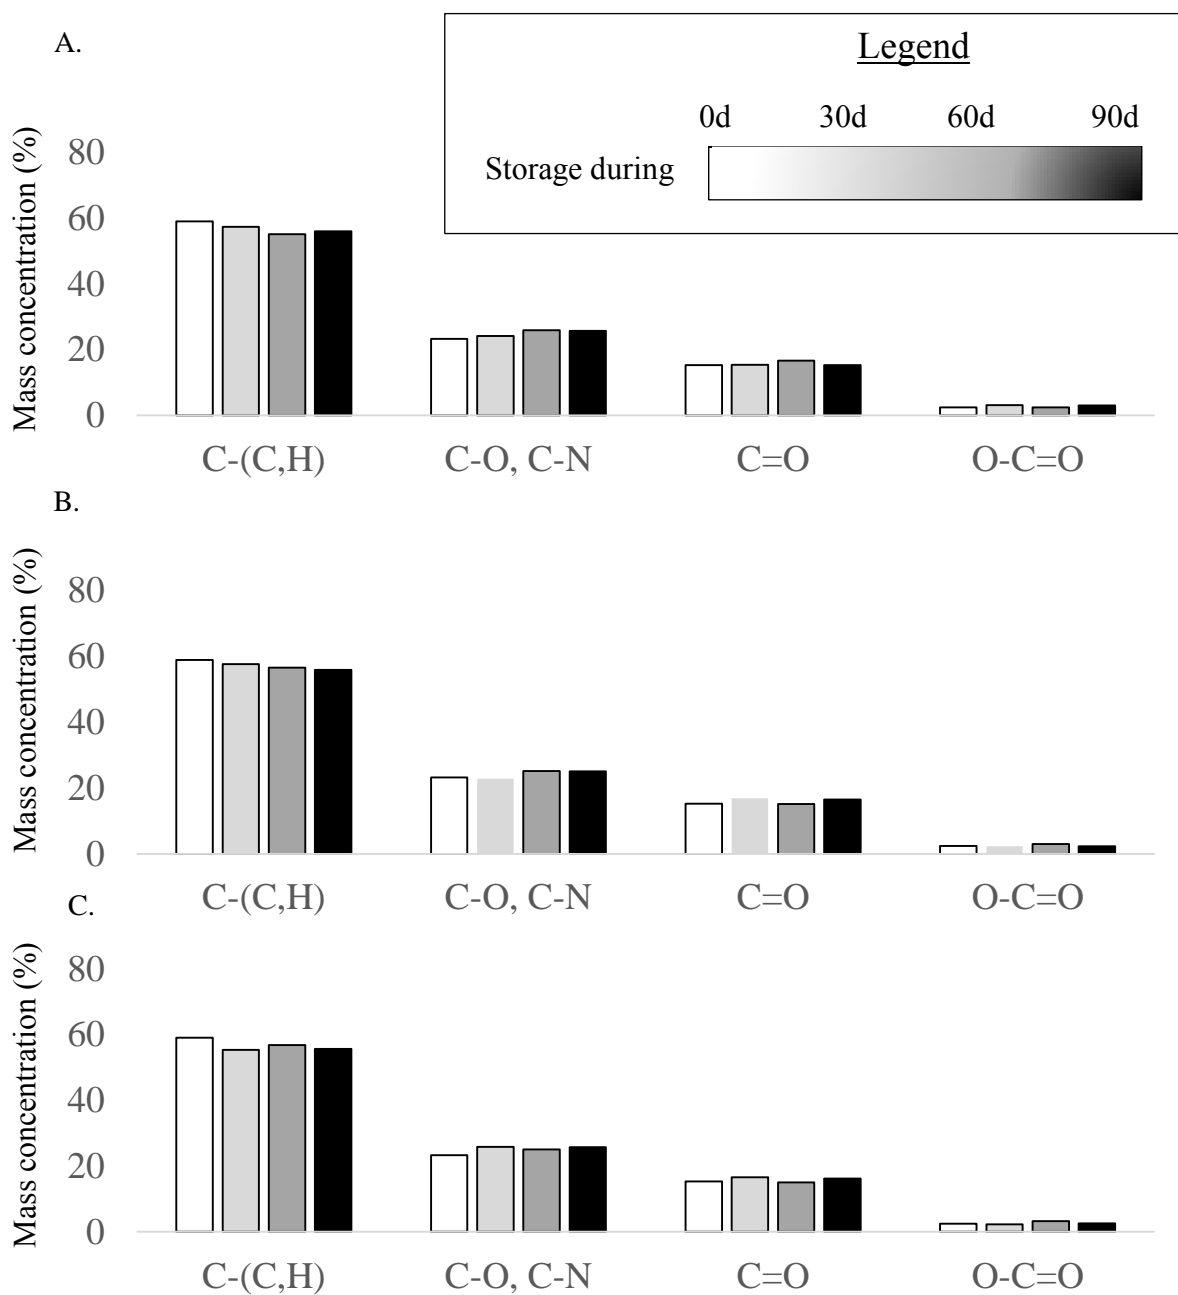 A.
Legend
0d 30d 60d 90d
Storage during
Mass concentration (%)
80
60
40
20
0
C-(C,H) C-O, C-N C=O O-C=O
B.
Mass concentration (%)
80
60
40
20
0
C-(C,H) C-O, C-N C=O O-C=O
C.
Mass concentration (%)
80
60
40
20
0
C-(C,H) C-O, C-N C=O O-C=O